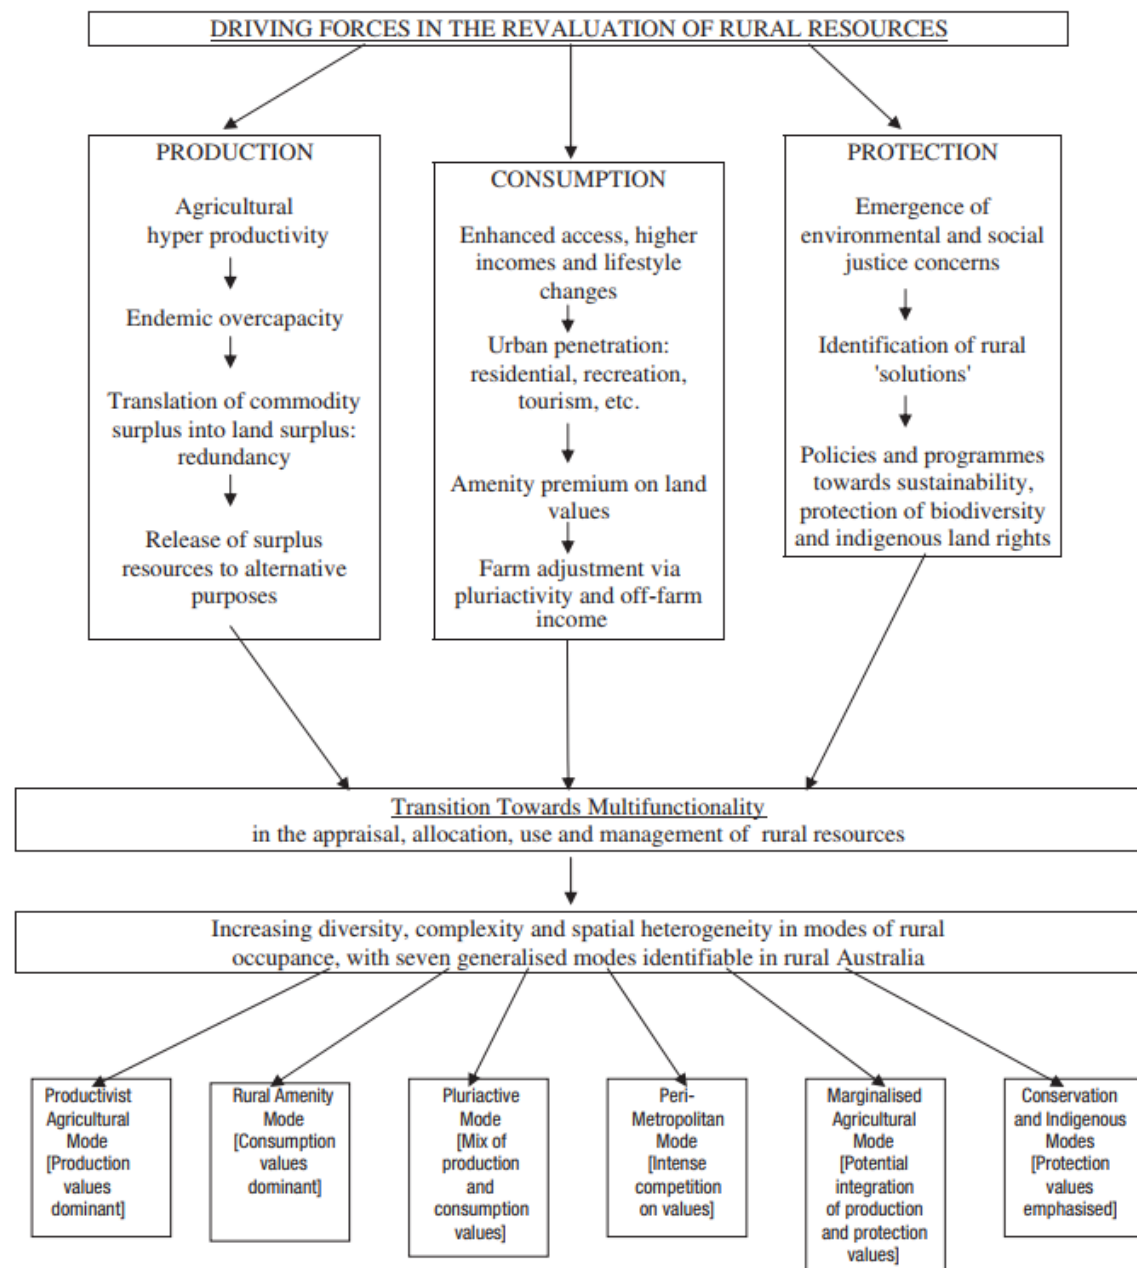 DRIVING FORCES IN THE REVALUATION OF RURAL RESOURCES
PRODUCTION
Agricultural
hyper productivity
Endemic overcapacity
Translation of commodity
surplus into land surplus:
redundancy
Release of surplus
resources to alternative
purposes
CONSUMPTION
Enhanced access, higher
incomes and lifestyle
changes
Urban penetration:
residential, recreation,
tourism, etc.
Amenity premium on land
values
Farm adjustment via
pluriactivity and off-farm
income
PROTECTION
Emergence of
environmental and social
justice concerns
Identification of rural
'solutions'
Policies and programmes
towards sustainability,
protection of biodiversity
and indigenous land rights
Transition Towards Multifunctionality
in the appraisal, allocation, use and management of rural resources
Increasing diversity, complexity and spatial heterogeneity in modes of rural
occupance, with seven generalised modes identifiable in rural Australia
Productivist
Agricultural
Mode
[Production
values
dominant]
Rural Amenity
Mode
[Consumption
values
dominant]
Pluriactive
Mode
[Mix of
production
and
consumption
values]
Peri-
Metropolitan
Mode
[Intense
competition
on values]
Marginalised
Agricultural
Mode
[Potential
integration
of production
and protection
values]
Conservation
and Indigenous
Modes
[Protection
values
emphasised]